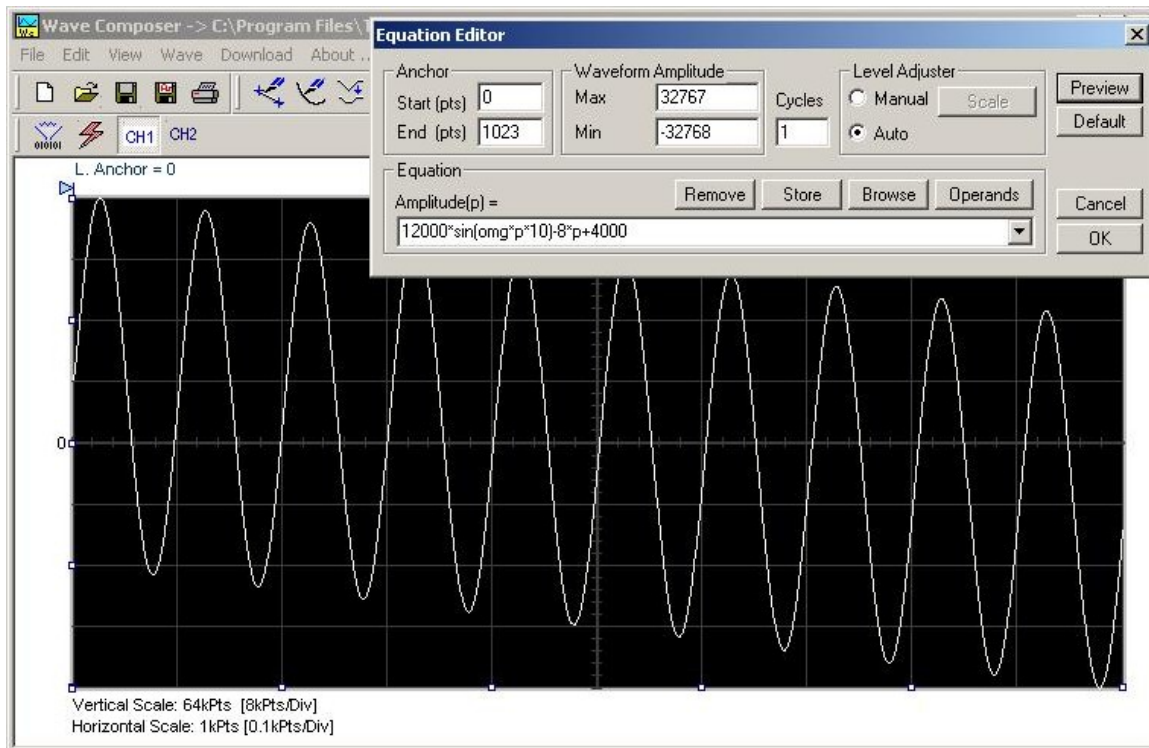 Wave Composer -> C:\Program Files\
File Edit View Wave Download About ..
CH1 CH2
L. Anchor = 0
0
Vertical Scale: 64kPts [8kPts/Div]
Horizontal Scale: 1kPts [0.1kPts/Div]
Equation Editor
Anchor
Start (pts) 0
End (pts) 1023
Waveform Amplitude
Max 32767
Min -32768
Cycles
1
Level Adjuster
Manual Scale
Auto
Preview
Default
Cancel
OK
Equation
Amplitude(p) =
Remove Store Browse Operands
12000*sin(omg*p*10)-8*p+4000